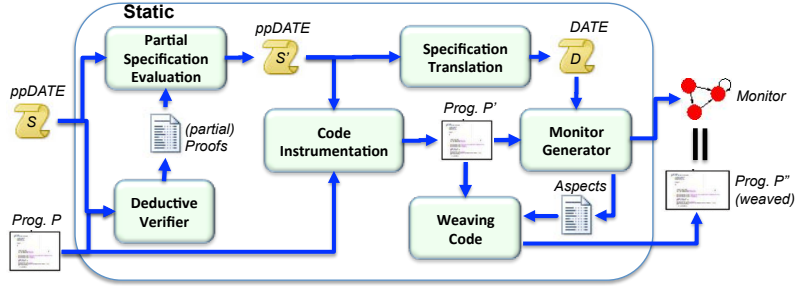 Static
ppDATE
DATE
Partial
Specification
Evaluation
S'
Specification
Translation
D
ppDATE
S
(partial)
Proofs
Prog. P'
Monitor
Code
Instrumentation
Monitor
Generator
Deductive
Verifier
Aspects
Prog. P"
(weaved)
Prog. P
Weaving
Code